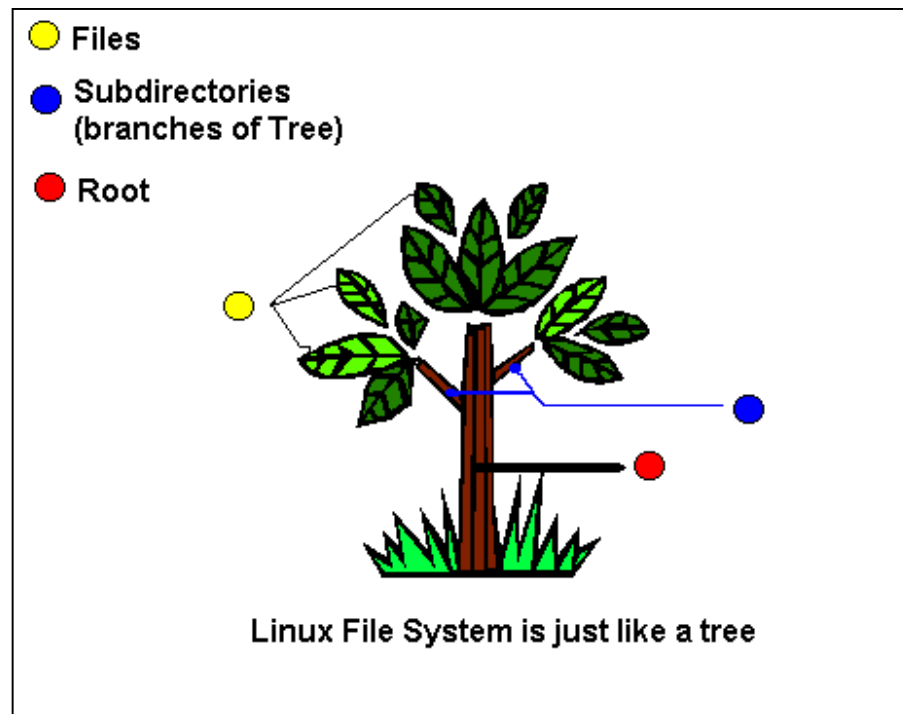 Files
Subdirectories
(branches of Tree)
Root
Linux File System is just like a tree